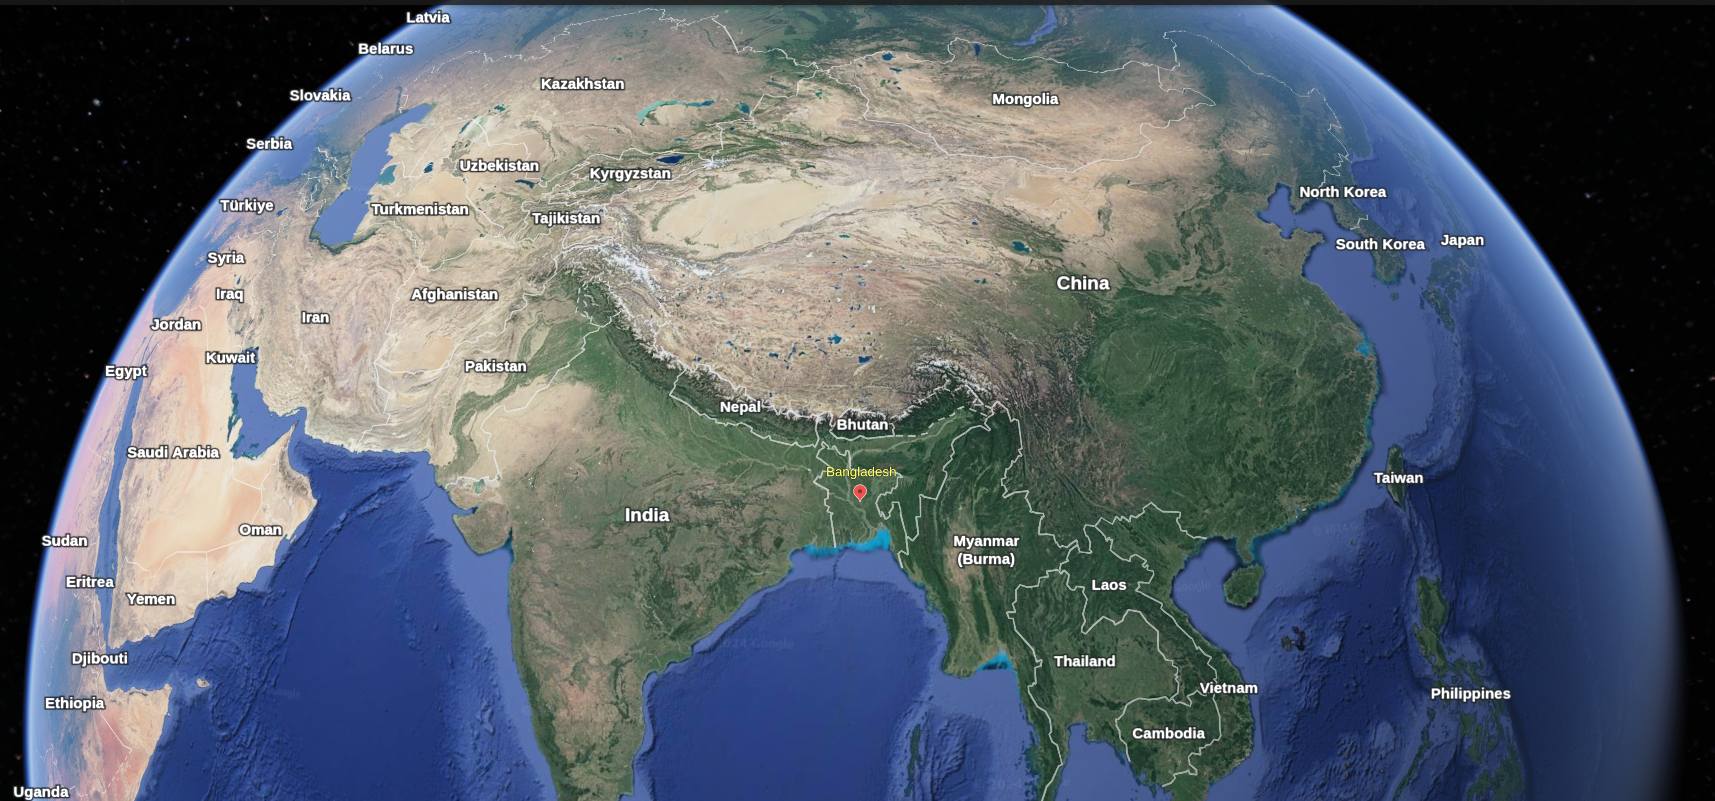 Latvia
Belarus
Kazakhstan
Slovakia
Mongolia
Serbia
Uzbekistan
Kyrgyzstan
North Korea
Türkiye
Turkmenistan
Tajikistan
South Korea
Japan
Syria
China
Iraq
Afghanistan
Iran
Jordan
Kuwait
Pakistan
Egypt
Nepal
Bhutan
Saudi Arabia
Bangladesh
Taiwan
India
Oman
Sudan
Myanmar
(Burma)
Eritrea
Laos
Yemen
Google
Google
Djibouti
Thailand
Vietnam
Philippines
Ethiopia
Cambodia
Uganda